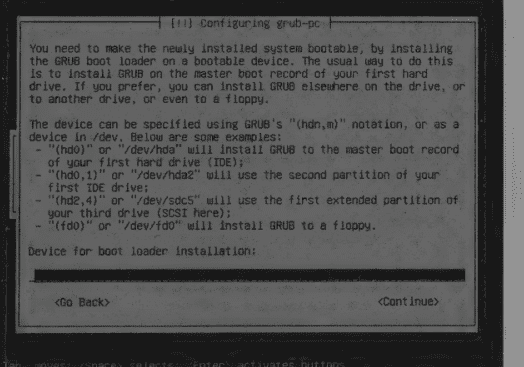 [!!] Configuring grub-pc
You need to make the newly installed system bootable, by installing
the GRUB boot loader on a bootable device. The usual way to do this
is to install GRUB on the master boot record of your first hard
drive. If you prefer, you can install GRUB elsewhere on the drive, or
to another drive, or even to a floppy.
The device can be specified using GRUB's "(hdn,m)" notation, or as a
device in /dev. Below are some examples:
- "(hd0)" or "/dev/hda" will install GRUB to the master boot record
of your first hard drive (IDE);
- "(hd0,1)" or "/dev/hda2" will use the second partition of your
first IDE drive;
- "(hd2,4)" or "/dev/sdc5" will use the first extended partition of
your third drive (SCSI here);
- "(fd0)" or "/dev/fd0" will install GRUB to a floppy.
Device for boot loader installation:
<Go Back> <Continue>
<Tab> moves; <Space> selects; <Enter> activates buttons